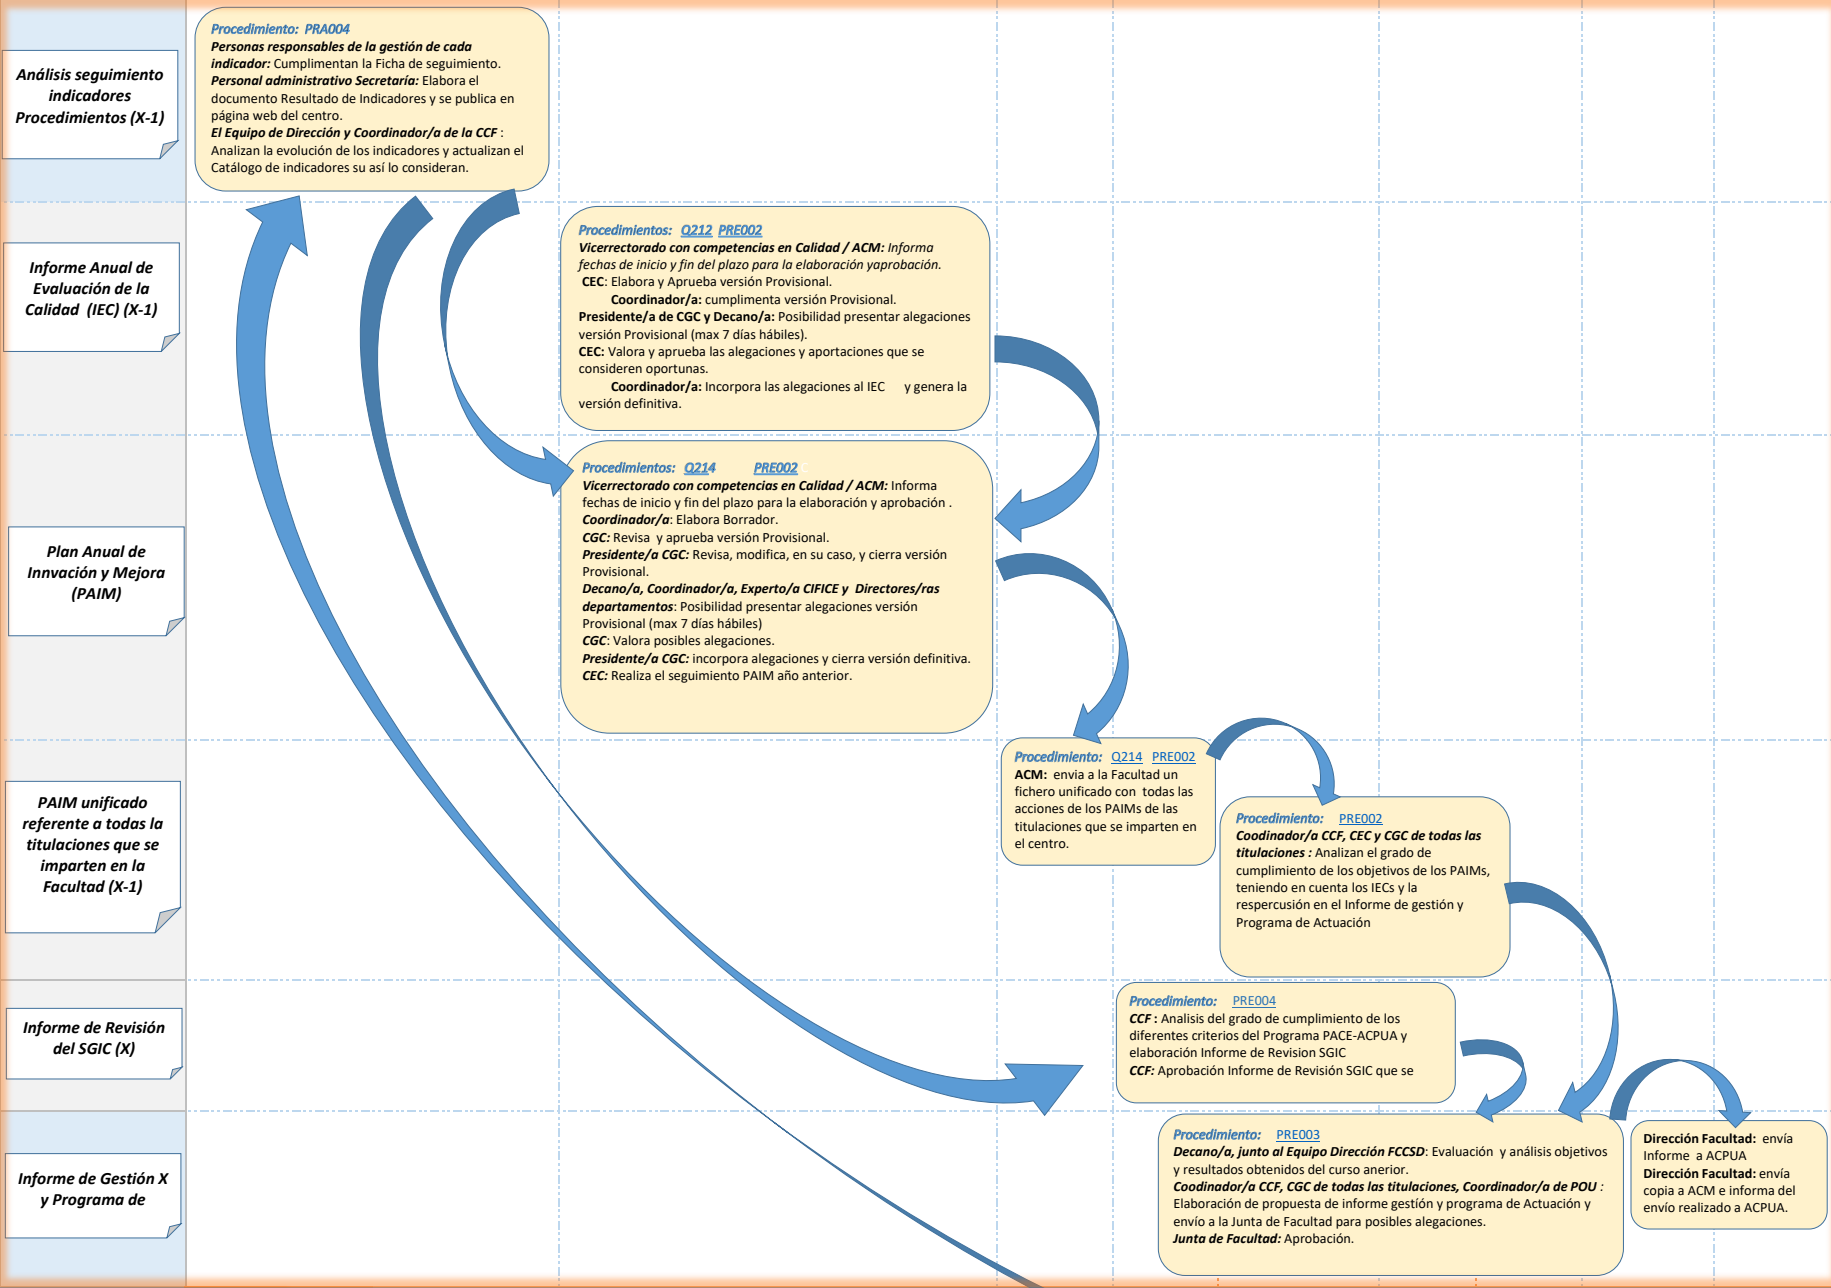 Análisis seguimiento
indicadores
Procedimientos (X-1)
Procedimiento: PRA004
Personas responsables de la gestión de cada
indicador: Cumplimentan la Ficha de seguimiento.
Personal administrativo Secretaría: Elabora el
documento Resultado de Indicadores y se publica en
página web del centro.
El Equipo de Dirección y Coordinador/a de la CCF :
Analizan la evolución de los indicadores y actualizan el
Catálogo de indicadores su así lo consideran.
Informe Anual de
Evaluación de la
Calidad (IEC) (X-1)
Procedimientos: Q212 PRE002
Vicerrectorado con competencias en Calidad / ACM: Informa
fechas de inicio y fin del plazo para la elaboración yaprobación.
CEC: Elabora y Aprueba versión Provisional.
Coordinador/a: cumplimenta versión Provisional.
Presidente/a de CGC y Decano/a: Posibilidad presentar alegaciones
versión Provisional (max 7 días hábiles).
CEC: Valora y aprueba las alegaciones y aportaciones que se
consideren oportunas.
Coordinador/a: Incorpora las alegaciones al IEC y genera la
versión definitiva.
Plan Anual de
Innvación y Mejora
(PAIM)
Procedimientos: Q214 PRE002
Vicerrectorado con competencias en Calidad / ACM: Informa
fechas de inicio y fin del plazo para la elaboración y aprobación .
Coordinador/a: Elabora Borrador.
CGC: Revisa y aprueba versión Provisional.
Presidente/a CGC: Revisa, modifica, en su caso, y cierra versión
Provisional.
Decano/a, Coordinador/a, Experto/a CIFICE y Directores/ras
departamentos: Posibilidad presentar alegaciones versión
Provisional (max 7 días hábiles)
CGC: Valora posibles alegaciones.
Presidente/a CGC: incorpora alegaciones y cierra versión definitiva.
CEC: Realiza el seguimiento PAIM año anterior.
PAIM unificado
referente a todas la
titulaciones que se
imparten en la
Facultad (X-1)
Procedimiento: Q214 PRE002
ACM: envia a la Facultad un
fichero unificado con todas las
acciones de los PAIMs de las
titulaciones que se imparten en
el centro.
Procedimiento: PRE002
Coodinador/a CCF, CEC y CGC de todas las
titulaciones : Analizan el grado de
cumplimiento de los objetivos de los PAIMs,
teniendo en cuenta los IECs y la
respercusión en el Informe de gestión y
Programa de Actuación
Informe de Revisión
del SGIC (X)
Procedimiento: PRE004
CCF : Analisis del grado de cumplimiento de los
diferentes criterios del Programa PACE-ACPUA y
elaboración Informe de Revision SGIC
CCF: Aprobación Informe de Revisión SGIC que se
Informe de Gestión X
y Programa de
Procedimiento: PRE003
Decano/a, junto al Equipo Dirección FCCSD: Evaluación y análisis objetivos
y resultados obtenidos del curso anerior.
Coodinador/a CCF, CGC de todas las titulaciones, Coordinador/a de POU :
Elaboración de propuesta de informe gestión y programa de Actuación y
envío a la Junta de Facultad para posibles alegaciones.
Junta de Facultad: Aprobación.
Dirección Facultad: envía
Informe a ACPUA
Dirección Facultad: envía
copia a ACM e informa del
envío realizado a ACPUA.